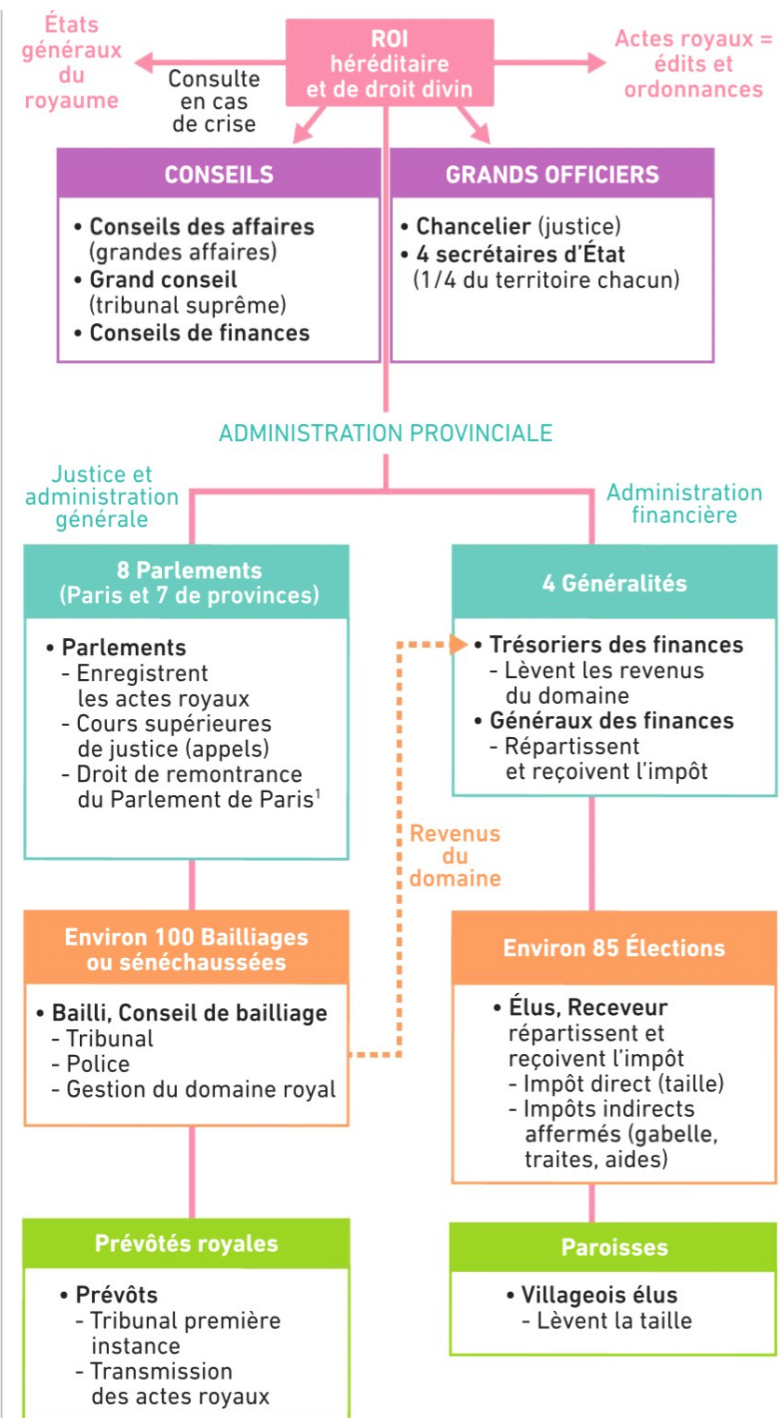 États
généraux
du
royaume
Consulte
en cas
de crise
ROI
héréditaire
et de droit divin
Actes royaux =
édits et
ordonnances
CONSEILS
• Conseils des affaires
(grandes affaires)
• Grand conseil
(tribunal suprême)
• Conseils de finances
GRANDS OFFICIERS
• Chancelier (justice)
• 4 secrétaires d'État
(1/4 du territoire chacun)
ADMINISTRATION PROVINCIALE
Justice et
administration
générale
Administration
financière
8 Parlements
(Paris et 7 de provinces)
• Parlements
- Enregistrent
les actes royaux
- Cours supérieures
de justice (appels)
- Droit de remontrance
du Parlement de Paris¹
4 Généralités
• Trésoriers des finances
- Lèvent les revenus
du domaine
• Généraux des finances
- Répartissent
et reçoivent l'impôt
Revenus
du
domaine
Environ 100 Bailliages
ou sénéchaussées
• Bailli, Conseil de bailliage
- Tribunal
- Police
- Gestion du domaine royal
Environ 85 Élections
• Élus, Receveur
répartissent et
reçoivent l'impôt
- Impôt direct (taille)
- Impôts indirects
affermés (gabelle,
traites, aides)
Prévôtés royales
• Prévôts
- Tribunal première
instance
- Transmission
des actes royaux
Paroisses
• Villageois élus
- Lèvent la taille